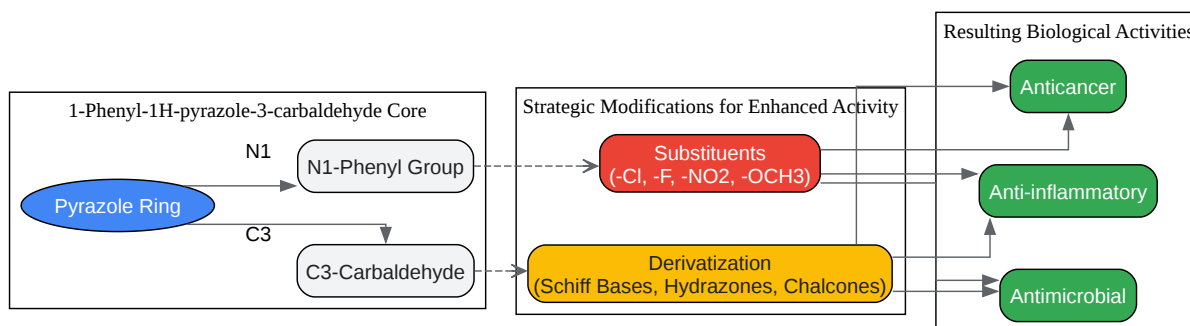 1-Phenyl-1H-pyrazole-3-carbaldehyde Core
Pyrazole Ring
N1
C3
N1-Phenyl Group
C3-Carbaldehyde
Strategic Modifications for Enhanced Activity
Substituents
(-Cl, -F, -NO2, -OCH3)
Derivatization
(Schiff Bases, Hydrazones, Chalcones)
Resulting Biological Activities
Anticancer
Anti-inflammatory
Antimicrobial